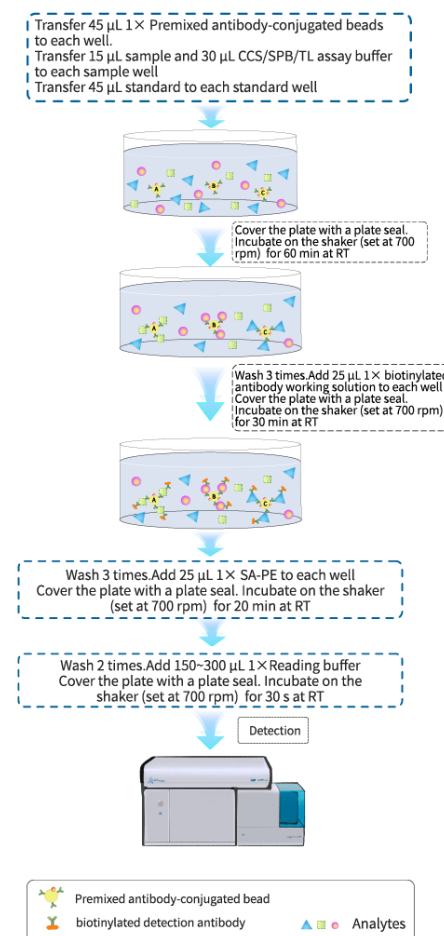 Transfer 45 μL 1× Premixed antibody-conjugated beads
to each well.
Transfer 15 μL sample and 30 μL CCS/SPB/TL assay buffer
to each sample well
Transfer 45 μL standard to each standard well
A
B
C
Cover the plate with a plate seal.
Incubate on the shaker (set at 700
rpm) for 60 min at RT
A
B
C
Wash 3 times.Add 25 μL 1× biotinylated
antibody working solution to each well
Cover the plate with a plate seal.
Incubate on the shaker (set at 700 rpm)
for 30 min at RT
A
B
C
Wash 3 times.Add 25 μL 1× SA-PE to each well
Cover the plate with a plate seal. Incubate on the shaker
(set at 700 rpm) for 20 min at RT
Wash 2 times.Add 150~300 μL 1×Reading buffer
Cover the plate with a plate seal. Incubate on the
shaker (set at 700 rpm) for 30 s at RT
Detection
Premixed antibody-conjugated bead
biotinylated detection antibody
Analytes